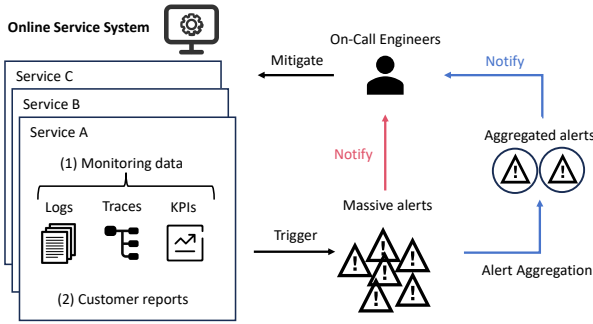 Online Service System
On-Call Engineers
Mitigate
Notify
Service C
Service B
Service A
(1) Monitoring data
Logs
Traces
KPIs
(2) Customer reports
Trigger
Notify
Massive alerts
Aggregated alerts
Alert Aggregation